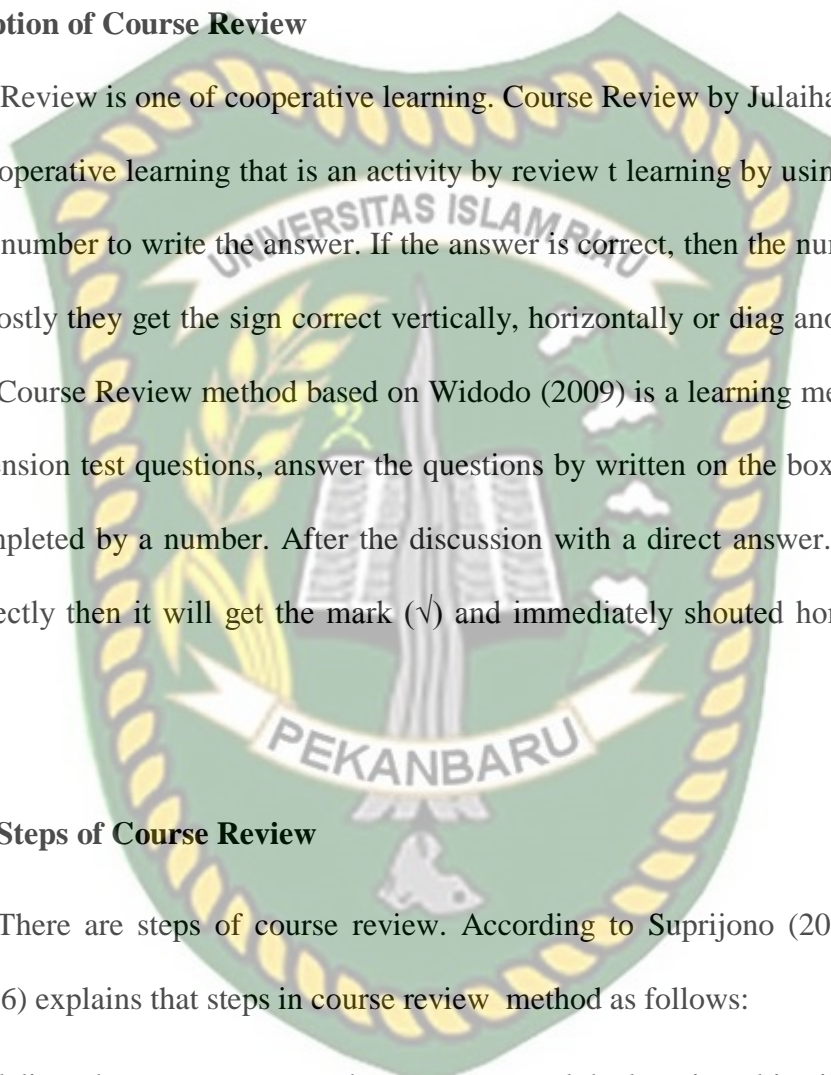 ption of Course Review
Review is one of cooperative learning. Course Review by Julaiha
operative learning that is an activity by review t learning by usin
UNIVERSITAS ISLAM RIAU
number to write the answer. If the answer is correct, then the nu
ostly they get the sign correct vertically, horizontally or diag and
Course Review method based on Widodo (2009) is a learning me
ension test questions, answer the questions by written on the box
mpleted by a number. After the discussion with a direct answer.
ectly then it will get the mark (√) and immediately shouted hor
PEKANBARU
Steps of Course Review
There are steps of course review. According to Suprijono (20
6) explains that steps in course review method as follows: